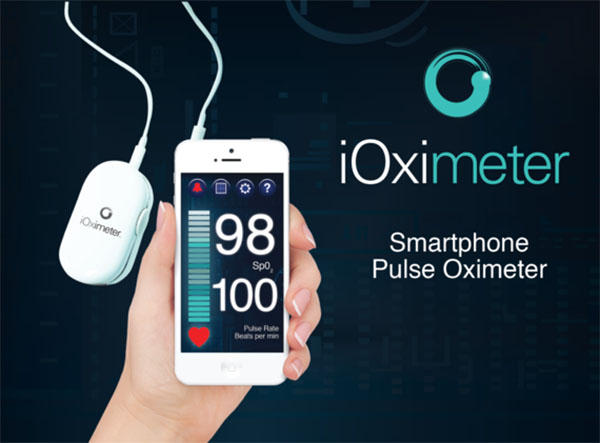 iOximeter
Smartphone
Pulse Oximeter
iOximeter
?
98
SpO₂
100
Pulse Rate
Beats per min